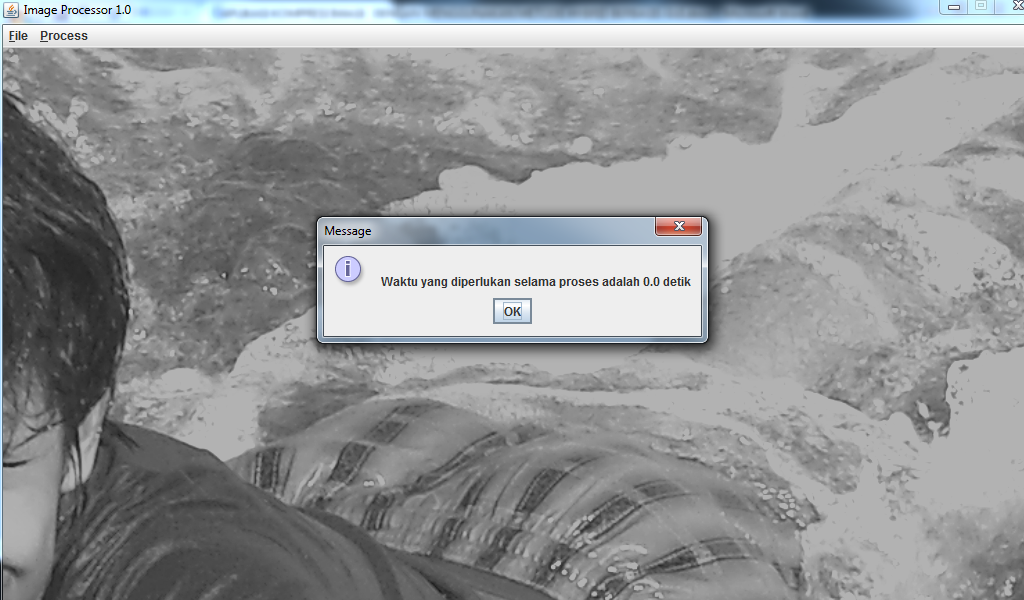 Image Processor 1.0
File Process
Message
Waktu yang diperlukan selama proses adalah 0.0 detik
OK